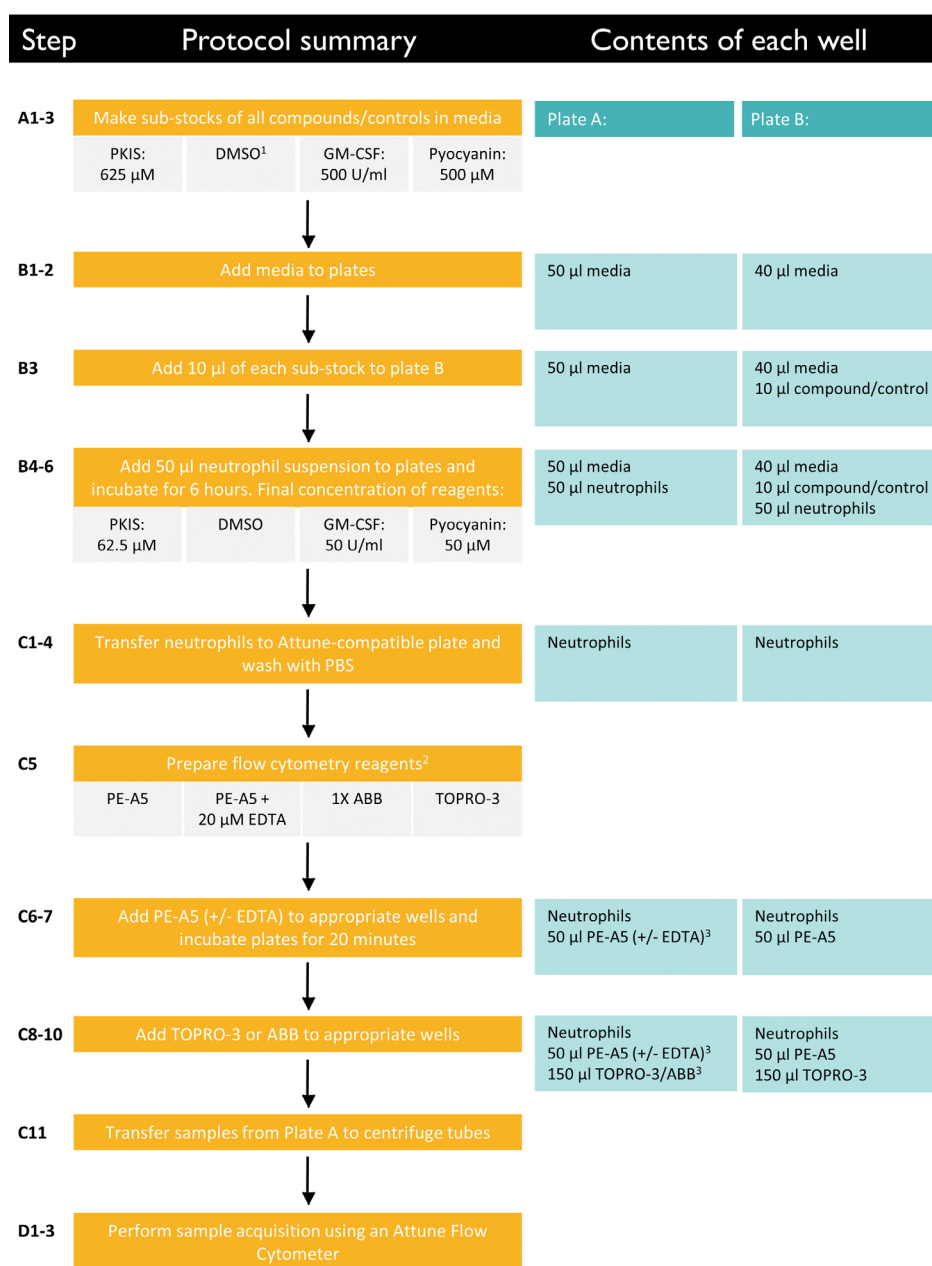 Step Protocol summary Contents of each well
A1-3 Make sub-stocks of all compounds/controls in media Plate A: Plate B:
PKIS: DMSO¹ GM-CSF: Pyocyanin:
625 µM 500 U/ml 500 µM
B1-2 Add media to plates 50 µl media 40 µl media
B3 Add 10 µl of each sub-stock to plate B 50 µl media 40 µl media
10 µl compound/control
B4-6 Add 50 µl neutrophil suspension to plates and 50 µl media 40 µl media
incubate for 6 hours. Final concentration of reagents: 50 µl neutrophils 10 µl compound/control
50 µl neutrophils
PKIS: DMSO GM-CSF: Pyocyanin:
62.5 µM 50 U/ml 50 µM
C1-4 Transfer neutrophils to Attune-compatible plate and Neutrophils Neutrophils
wash with PBS
C5 Prepare flow cytometry reagents²
PE-A5 PE-A5 + 1X ABB TOPRO-3
20 µM EDTA
C6-7 Add PE-A5 (+/- EDTA) to appropriate wells and Neutrophils Neutrophils
incubate plates for 20 minutes 50 µl PE-A5 (+/- EDTA)³ 50 µl PE-A5
C8-10 Add TOPRO-3 or ABB to appropriate wells Neutrophils Neutrophils
50 µl PE-A5 (+/- EDTA)³ 50 µl PE-A5
150 µl TOPRO-3/ABB³ 150 µl TOPRO-3
C11 Transfer samples from Plate A to centrifuge tubes
D1-3 Perform sample acquisition using an Attune Flow
Cytometer